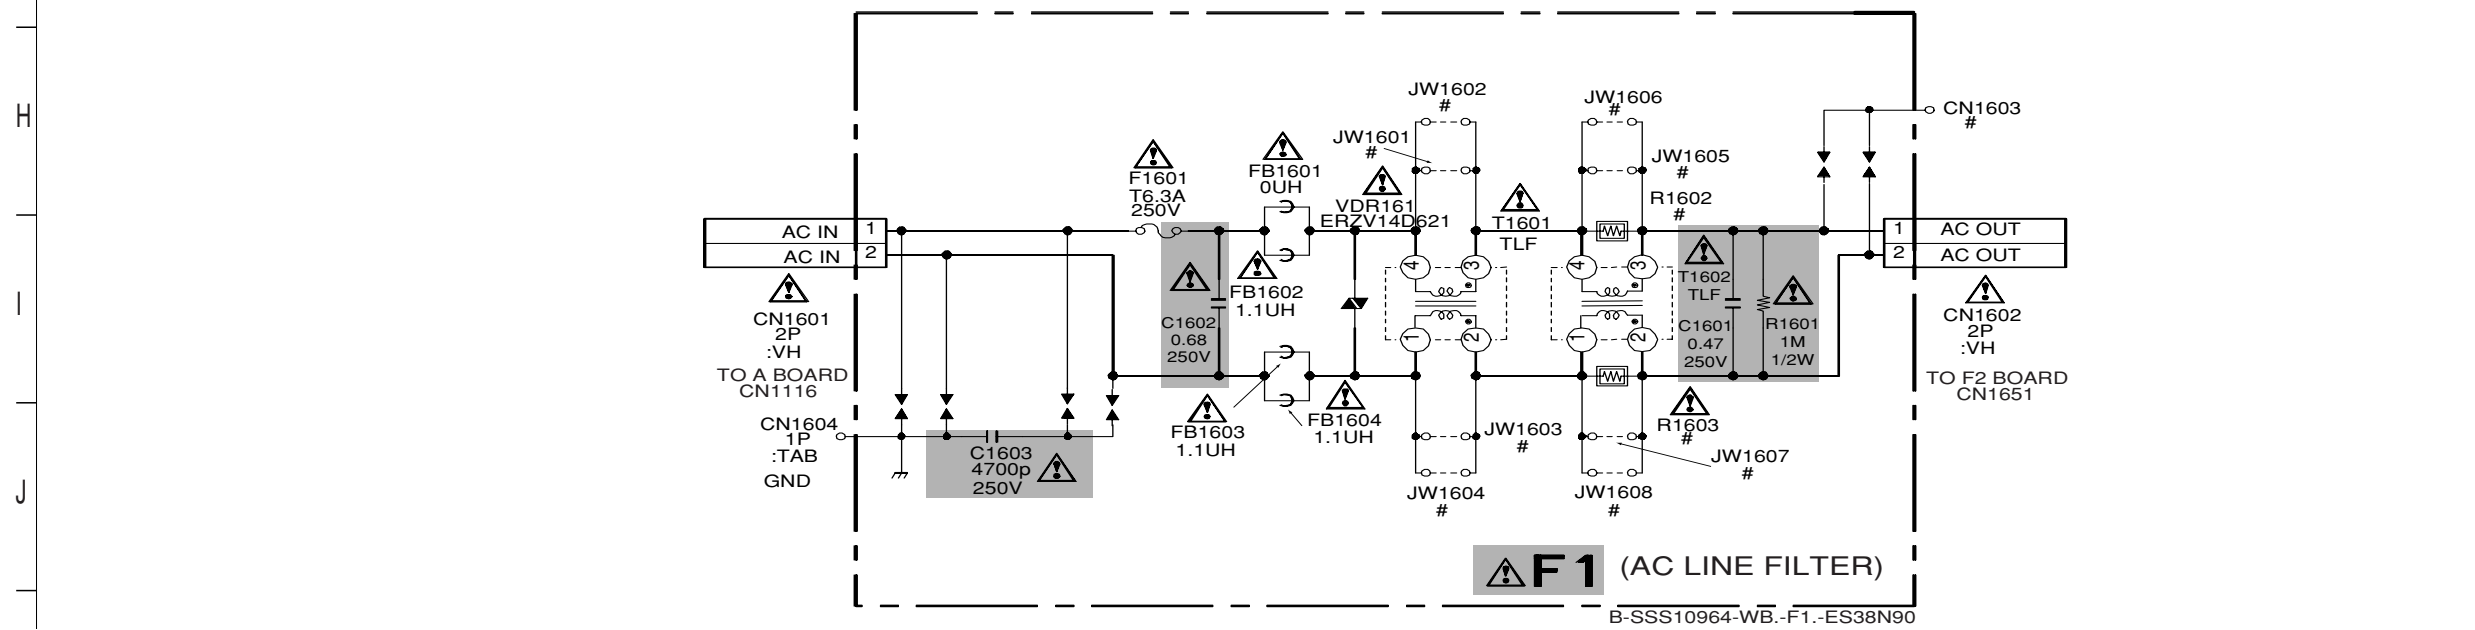 H
I
J
JW1602
#
JW1606
#
CN1603
#
JW1601
#
JW1605
#
F1601
T6.3A
250V
FB1601
0UH
VDR161
ERZV14D621
T1601
TLF
R1602
#
AC IN 1
AC IN 2
1 AC OUT
2 AC OUT
4 3
4 3
1 2
1 2
FB1602
1.1UH
T1602
TLF
CN1601
2P
:VH
TO A BOARD
CN1116
C1602
0.68
250V
C1601
0.47
250V
R1601
1M
1/2W
CN1602
2P
:VH
TO F2 BOARD
CN1651
CN1604
1P
:TAB
GND
C1603
4700p
250V
FB1603
1.1UH
FB1604
1.1UH
JW1603
#
R1603
#
JW1607
#
JW1604
#
JW1608
#
F1 (AC LINE FILTER)
B-SSS10964-WB.-F1.-ES38N90